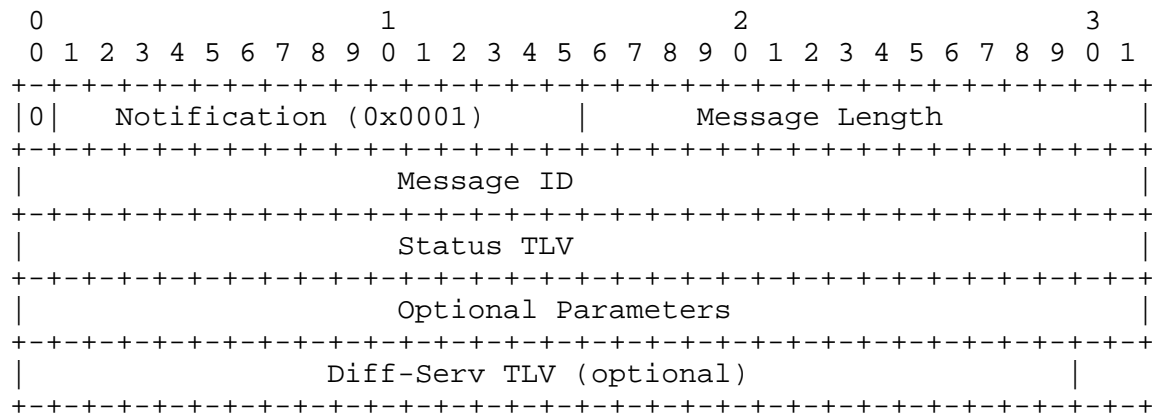 0                   1                   2                   3
 0 1 2 3 4 5 6 7 8 9 0 1 2 3 4 5 6 7 8 9 0 1 2 3 4 5 6 7 8 9 0 1
+-+-+-+-+-+-+-+-+-+-+-+-+-+-+-+-+-+-+-+-+-+-+-+-+-+-+-+-+-+-+-+-+
|0|   Notification (0x0001)     |      Message Length           |
+-+-+-+-+-+-+-+-+-+-+-+-+-+-+-+-+-+-+-+-+-+-+-+-+-+-+-+-+-+-+-+-+
|                     Message ID                                |
+-+-+-+-+-+-+-+-+-+-+-+-+-+-+-+-+-+-+-+-+-+-+-+-+-+-+-+-+-+-+-+-+
|                     Status TLV                                |
+-+-+-+-+-+-+-+-+-+-+-+-+-+-+-+-+-+-+-+-+-+-+-+-+-+-+-+-+-+-+-+-+
|                     Optional Parameters                       |
+-+-+-+-+-+-+-+-+-+-+-+-+-+-+-+-+-+-+-+-+-+-+-+-+-+-+-+-+-+-+-+-+
|                 Diff-Serv TLV (optional)                  |
+-+-+-+-+-+-+-+-+-+-+-+-+-+-+-+-+-+-+-+-+-+-+-+-+-+-+-+-+-+-+-+-+